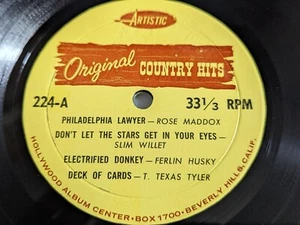 ARTISTIC
Original COUNTRY HITS
224-A 33 1/3 RPM
PHILADELPHIA LAWYER — ROSE MADDOX
DON'T LET THE STARS GET IN YOUR EYES —
SLIM WILLET
ELECTRIFIED DONKEY — FERLIN HUSKY
DECK OF CARDS — T. TEXAS TYLER
HOLLYWOOD ALBUM CENTER · BOX 1700 · BEVERLY HILLS, CALIF.